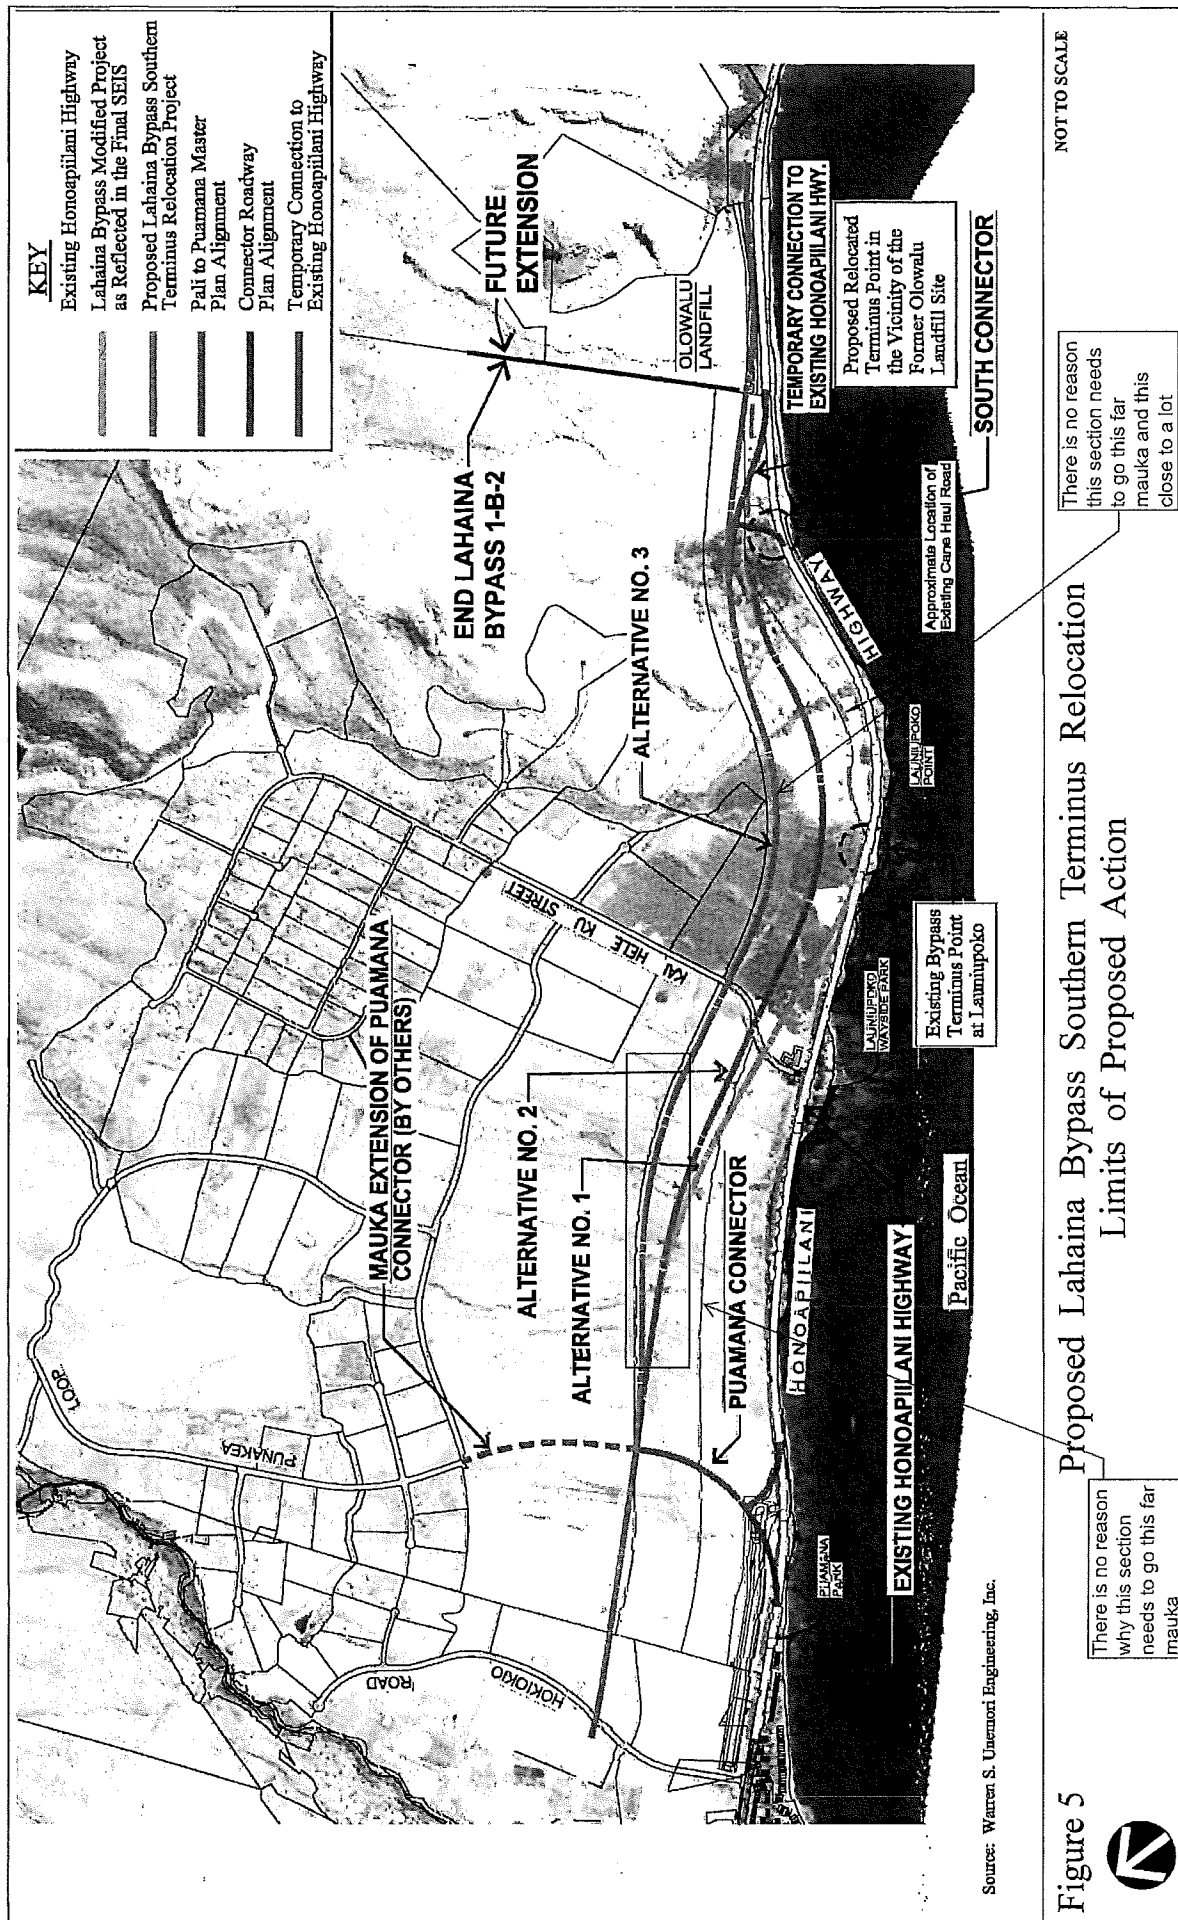 KEY
Existing Honoapiilani Highway
Lahaina Bypass Modified Project
as Reflected in the Final SEIS
Proposed Lahaina Bypass Southern
Terminus Relocation Project
Pali to Puamana Master
Plan Alignment
Connector Roadway
Plan Alignment
Temporary Connection to
Existing Honoapiilani Highway
FUTURE
EXTENSION
END LAHAINA
BYPASS 1-B-2
OLOWALU
LANDFILL
ALTERNATIVE NO. 3
MAUKA EXTENSION OF PUAMANA
CONNECTOR (BY OTHERS)
KAI HELE KU STREET
ALTERNATIVE NO. 2
ALTERNATIVE NO. 1
PUAMANA CONNECTOR
LOOP
PUNAKEA
ROAD
HOKIOKIO
TEMPORARY CONNECTION TO
EXISTING HONOAPIILANI HWY.
Proposed Relocated
Terminus Point in
the Vicinity of the
Former Olowalu
Landfill Site
SOUTH CONNECTOR
HIGHWAY
Approximate Location of
Existing Cane Haul Road
LAUNIUPOKO
POINT
LAUNIUPOKO
WAYSIDE PARK
Existing Bypass
Terminus Point
at Launiupoko
HONOAPIILANI
PUAMANA
PARK
EXISTING HONOAPIILANI HIGHWAY
Pacific Ocean
Source: Warren S. Unemori Engineering, Inc.
Figure 5
Proposed Lahaina Bypass Southern Terminus Relocation
Limits of Proposed Action
NOT TO SCALE
There is no reason
why this section
needs to go this far
mauka
There is no reason
this section needs
to go this far
mauka and this
close to a lot